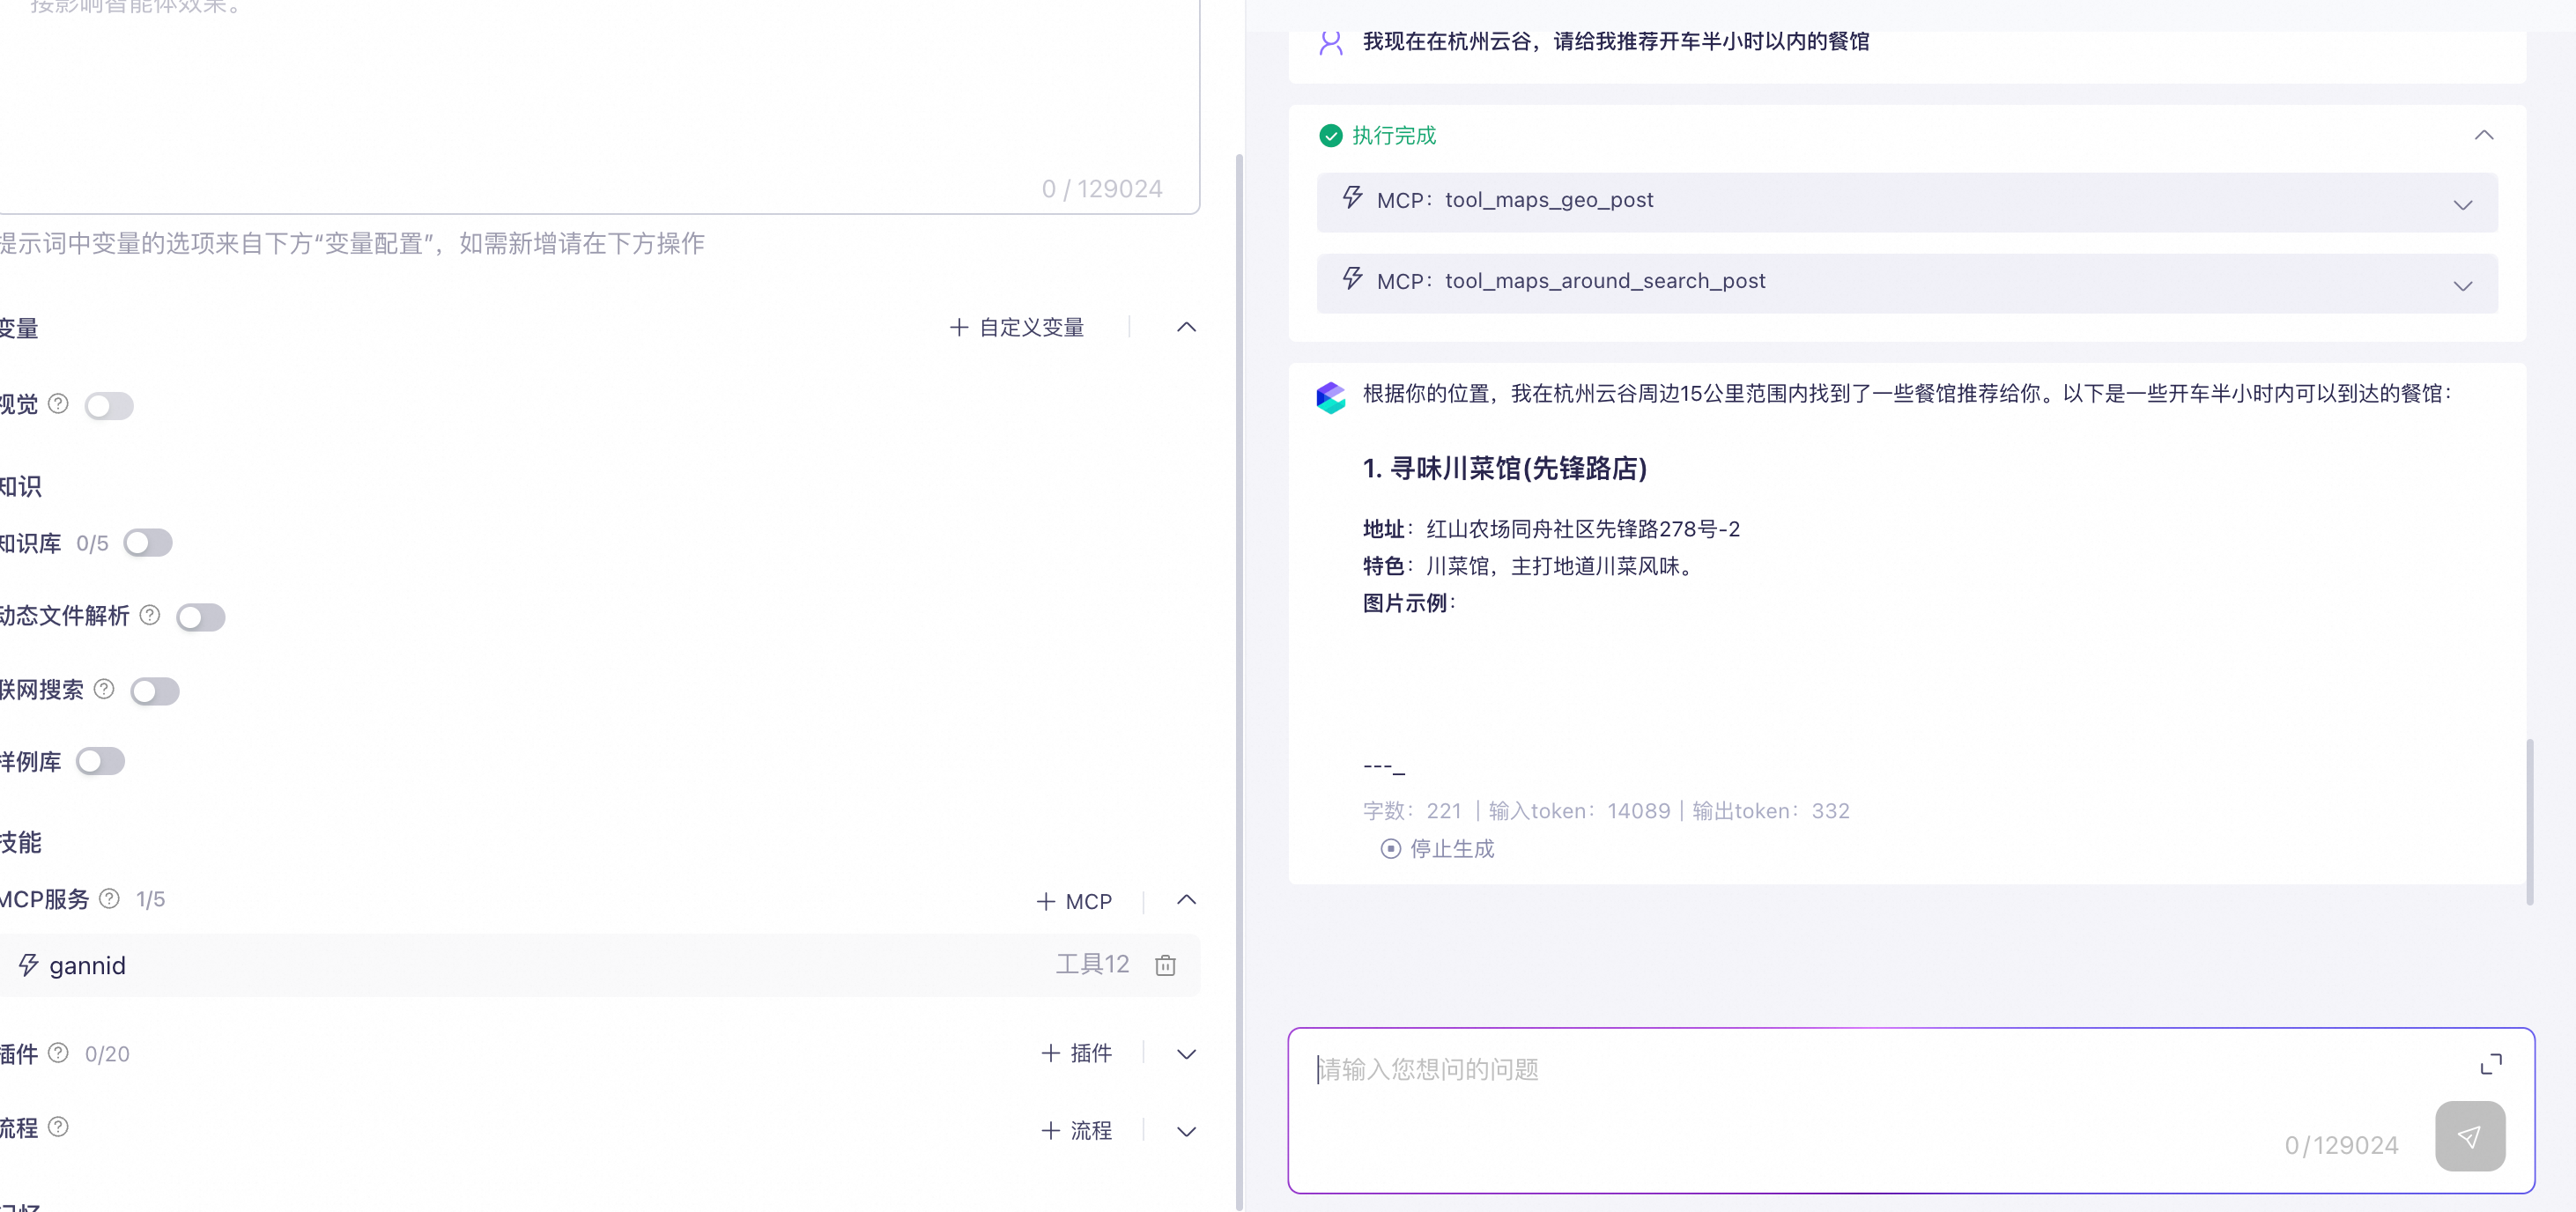 接影响智能体效果。
0 / 129024
提示词中变量的选项来自下方“变量配置”，如需新增请在下方操作
变量
自定义变量
视觉
知识
知识库 0/5
动态文件解析
联网搜索
样例库
技能
MCP服务 1/5
MCP
gannid
工具12
插件 0/20
插件
流程
流程
记忆
我现在在杭州云谷，请给我推荐开车半小时以内的餐馆
执行完成
MCP：tool_maps_geo_post
MCP：tool_maps_around_search_post
根据你的位置，我在杭州云谷周边15公里范围内找到了一些餐馆推荐给你。以下是一些开车半小时内可以到达的餐馆：
1. 寻味川菜馆(先锋路店)
地址：红山农场同舟社区先锋路278号-2
特色：川菜馆，主打地道川菜风味。
图片示例：
---_
字数：221 | 输入token：14089 | 输出token：332
停止生成
请输入您想问的问题
0/129024